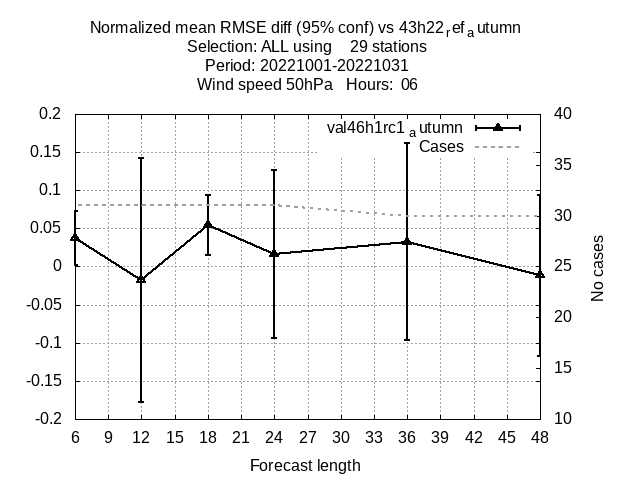 Normalized mean RMSE diff (95% conf) vs 43h22refautumn
Selection: ALL using 29 stations
Period: 20221001-20221031
Wind speed 50hPa Hours: 06
val46h1rc1autumn
Cases
0.2
0.15
0.1
0.05
0
-0.05
-0.1
-0.15
-0.2
40
35
30
25
20
15
10
No cases
6 9 12 15 18 21 24 27 30 33 36 39 42 45 48
Forecast length